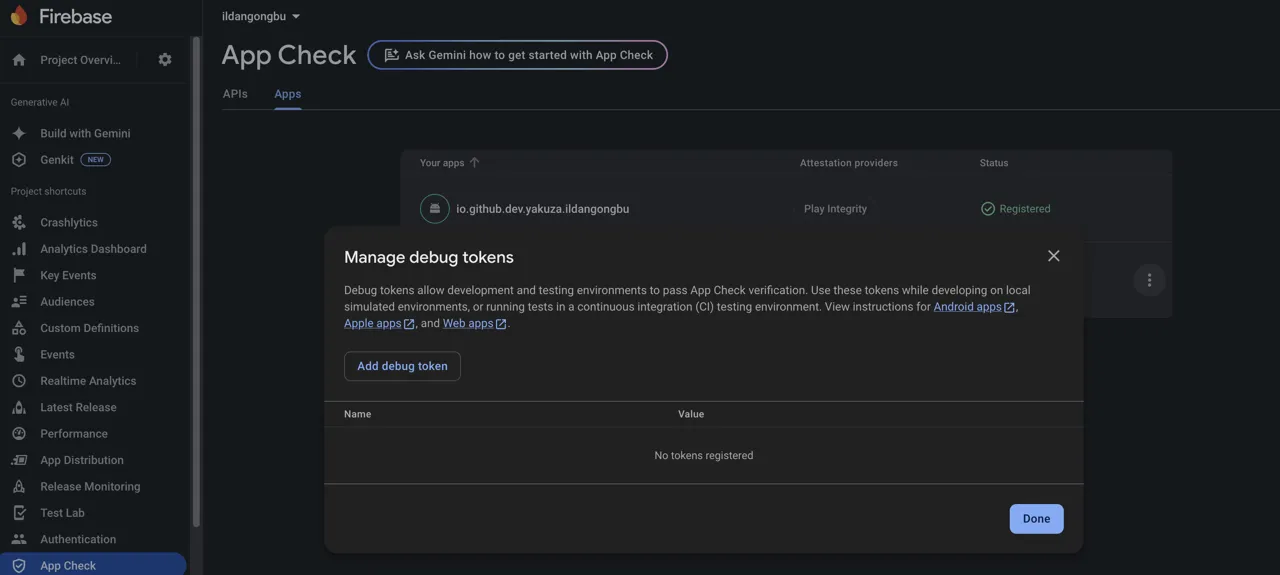 Firebase
Project Overvi...
Generative AI
Build with Gemini
Genkit NEW
Project shortcuts
Crashlytics
Analytics Dashboard
Key Events
Audiences
Custom Definitions
Events
Realtime Analytics
Latest Release
Performance
App Distribution
Release Monitoring
Test Lab
Authentication
App Check
ildangongbu
App Check
Ask Gemini how to get started with App Check
APIs Apps
Your apps Attestation providers Status
io.github.dev.yakuza.ildangongbu Play Integrity Registered
Manage debug tokens
Debug tokens allow development and testing environments to pass App Check verification. Use these tokens while developing on local
simulated environments, or running tests in a continuous integration (CI) testing environment. View instructions for Android apps,
Apple apps, and Web apps.
Add debug token
Name Value
No tokens registered
Done